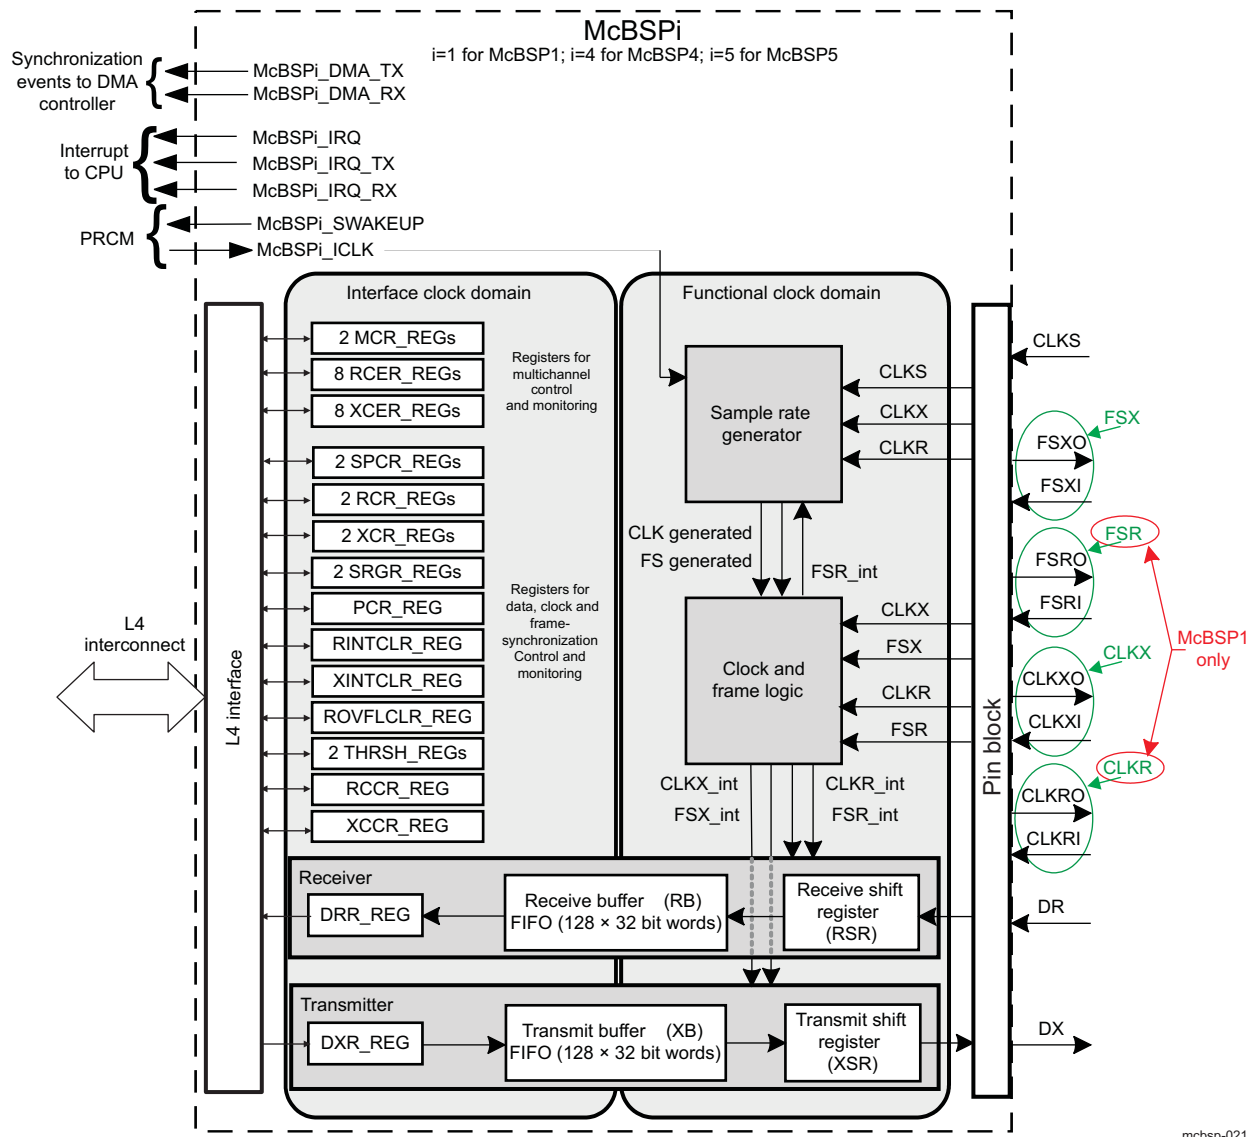 McBSPi
i=1 for McBSP1; i=4 for McBSP4; i=5 for McBSP5
Synchronization
events to DMA
controller
McBSPi_DMA_TX
McBSPi_DMA_RX
Interrupt
to CPU
McBSPi_IRQ
McBSPi_IRQ_TX
McBSPi_IRQ_RX
PRCM
McBSPi_SWAKEUP
McBSPi_ICLK
Interface clock domain
Functional clock domain
L4
interconnect
L4 interface
2 MCR_REGs
8 RCER_REGs
8 XCER_REGs
Registers for
multichannel
control
and monitoring
2 SPCR_REGs
2 RCR_REGs
2 XCR_REGs
2 SRGR_REGs
PCR_REG
RINTCLR_REG
XINTCLR_REG
ROVFLCLR_REG
2 THRSH_REGs
RCCR_REG
XCCR_REG
Registers for
data, clock and
frame-
synchronization
Control and
monitoring
Sample rate
generator
CLKS
CLKX
CLKR
CLK generated
FS generated
FSR_int
Clock and
frame logic
CLKX
FSX
CLKR
FSR
CLKX_int
FSX_int
CLKR_int
FSR_int
Receiver
DRR_REG
Receive buffer (RB)
FIFO (128 × 32 bit words)
Receive shift
register
(RSR)
Transmitter
DXR_REG
Transmit buffer (XB)
FIFO (128 × 32 bit words)
Transmit shift
register
(XSR)
Pin block
CLKS
FSX
FSXO
FSXI
FSR
FSRO
FSRI
McBSP1
only
CLKX
CLKXO
CLKXI
CLKR
CLKRO
CLKRI
DR
DX
mcbsp-021